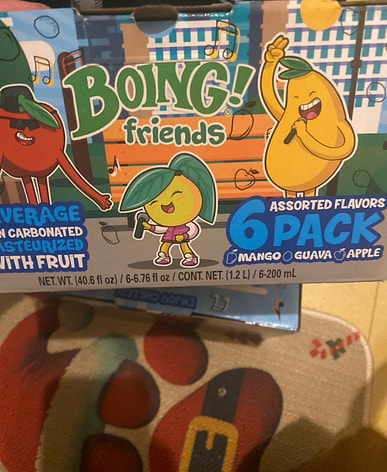 BOING!
friends
VERAGE
N CARBONATED
ASTEURIZED
WITH FRUIT
ASSORTED FLAVORS
6 PACK
MANGO GUAVA APPLE
NET. WT. (40.6 fl oz) / 6-6.76 fl oz / CONT. NET. (1.2 L) / 6-200 mL